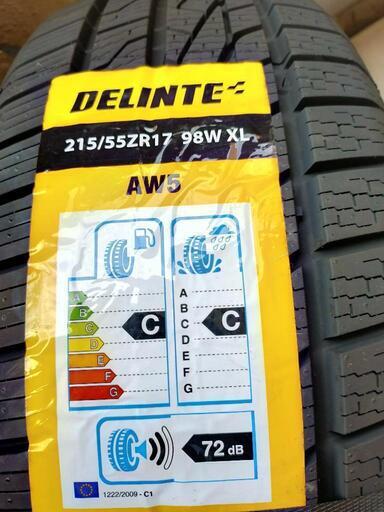 DELINTE
215/55ZR17 98W XL
AW5
A
B
C
D
E
F
G
C
A
B
C
D
E
F
G
C
72 dB
1222/2009 - C1